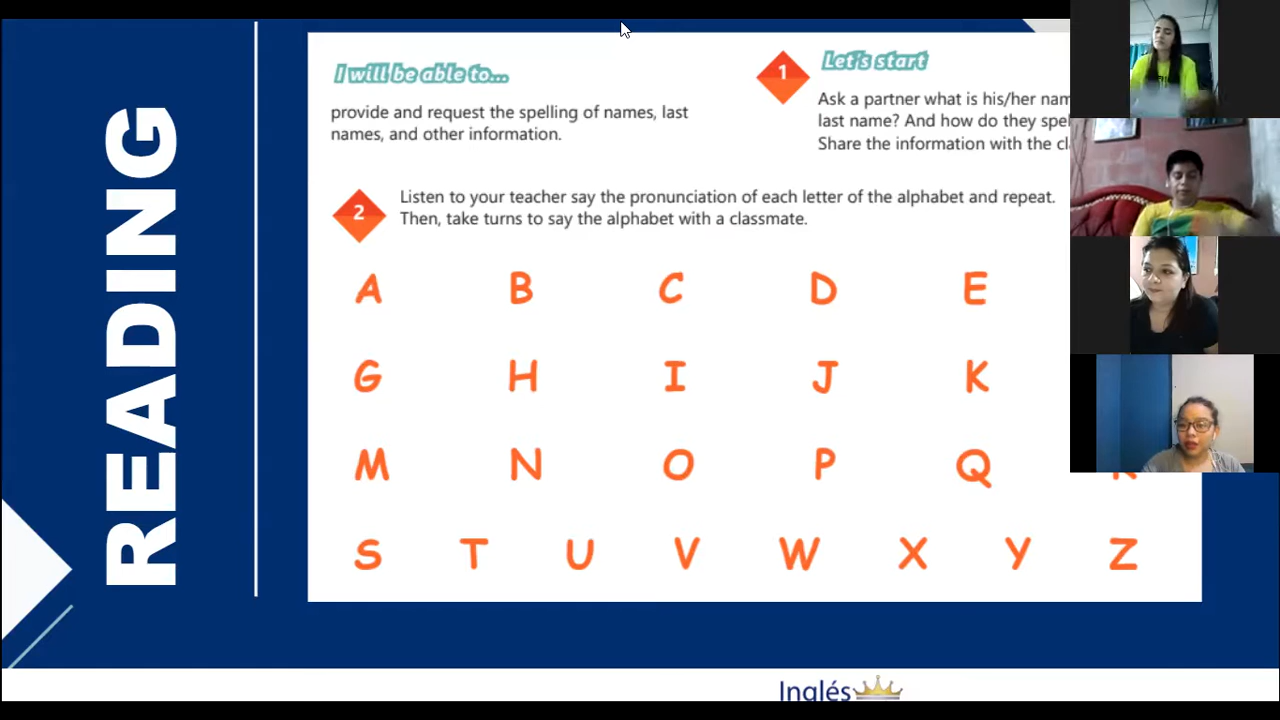 READING
I will be able to...
provide and request the spelling of names, last
names, and other information.
1
Let's start
Ask a partner what is his/her
last name? And how do they
Share the information with the
2
Listen to your teacher say the pronunciation of each letter of the alphabet and repeat.
Then, take turns to say the alphabet with a classmate.
A B C D E
G H I J K
M N O P Q
S T U V W X Y Z
Inglés